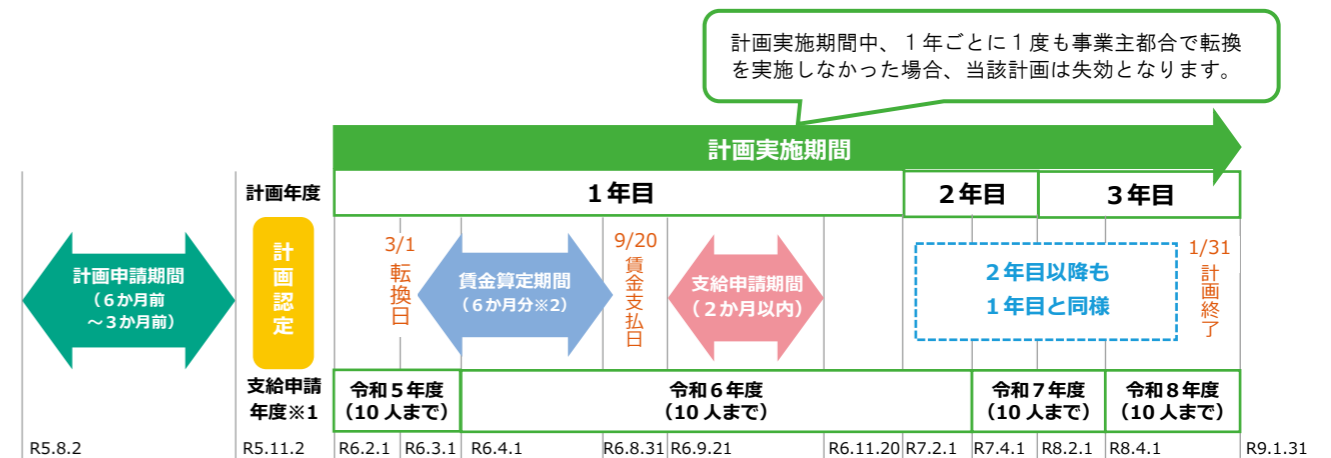 計画実施期間中、１年ごとに１度も事業主都合で転換
を実施しなかった場合、当該計画は失効となります。
計画実施期間
計画年度
１年目
２年目
３年目
計画申請期間
（６か月前
～３か月前）
計画認定
3/1
転換日
賃金算定期間
（６か月分※2）
9/20
賃金支払日
支給申請期間
（２か月以内）
２年目以降も
１年目と同様
1/31
計画終了
支給申請
年度※1
令和５年度
（10 人まで）
令和６年度
（10 人まで）
令和７年度
（10 人まで）
令和８年度
（10 人まで）
R5.8.2
R5.11.2
R6.2.1
R6.3.1
R6.4.1
R6.8.31
R6.9.21
R6.11.20
R7.2.1
R7.4.1
R8.2.1
R8.4.1
R9.1.31